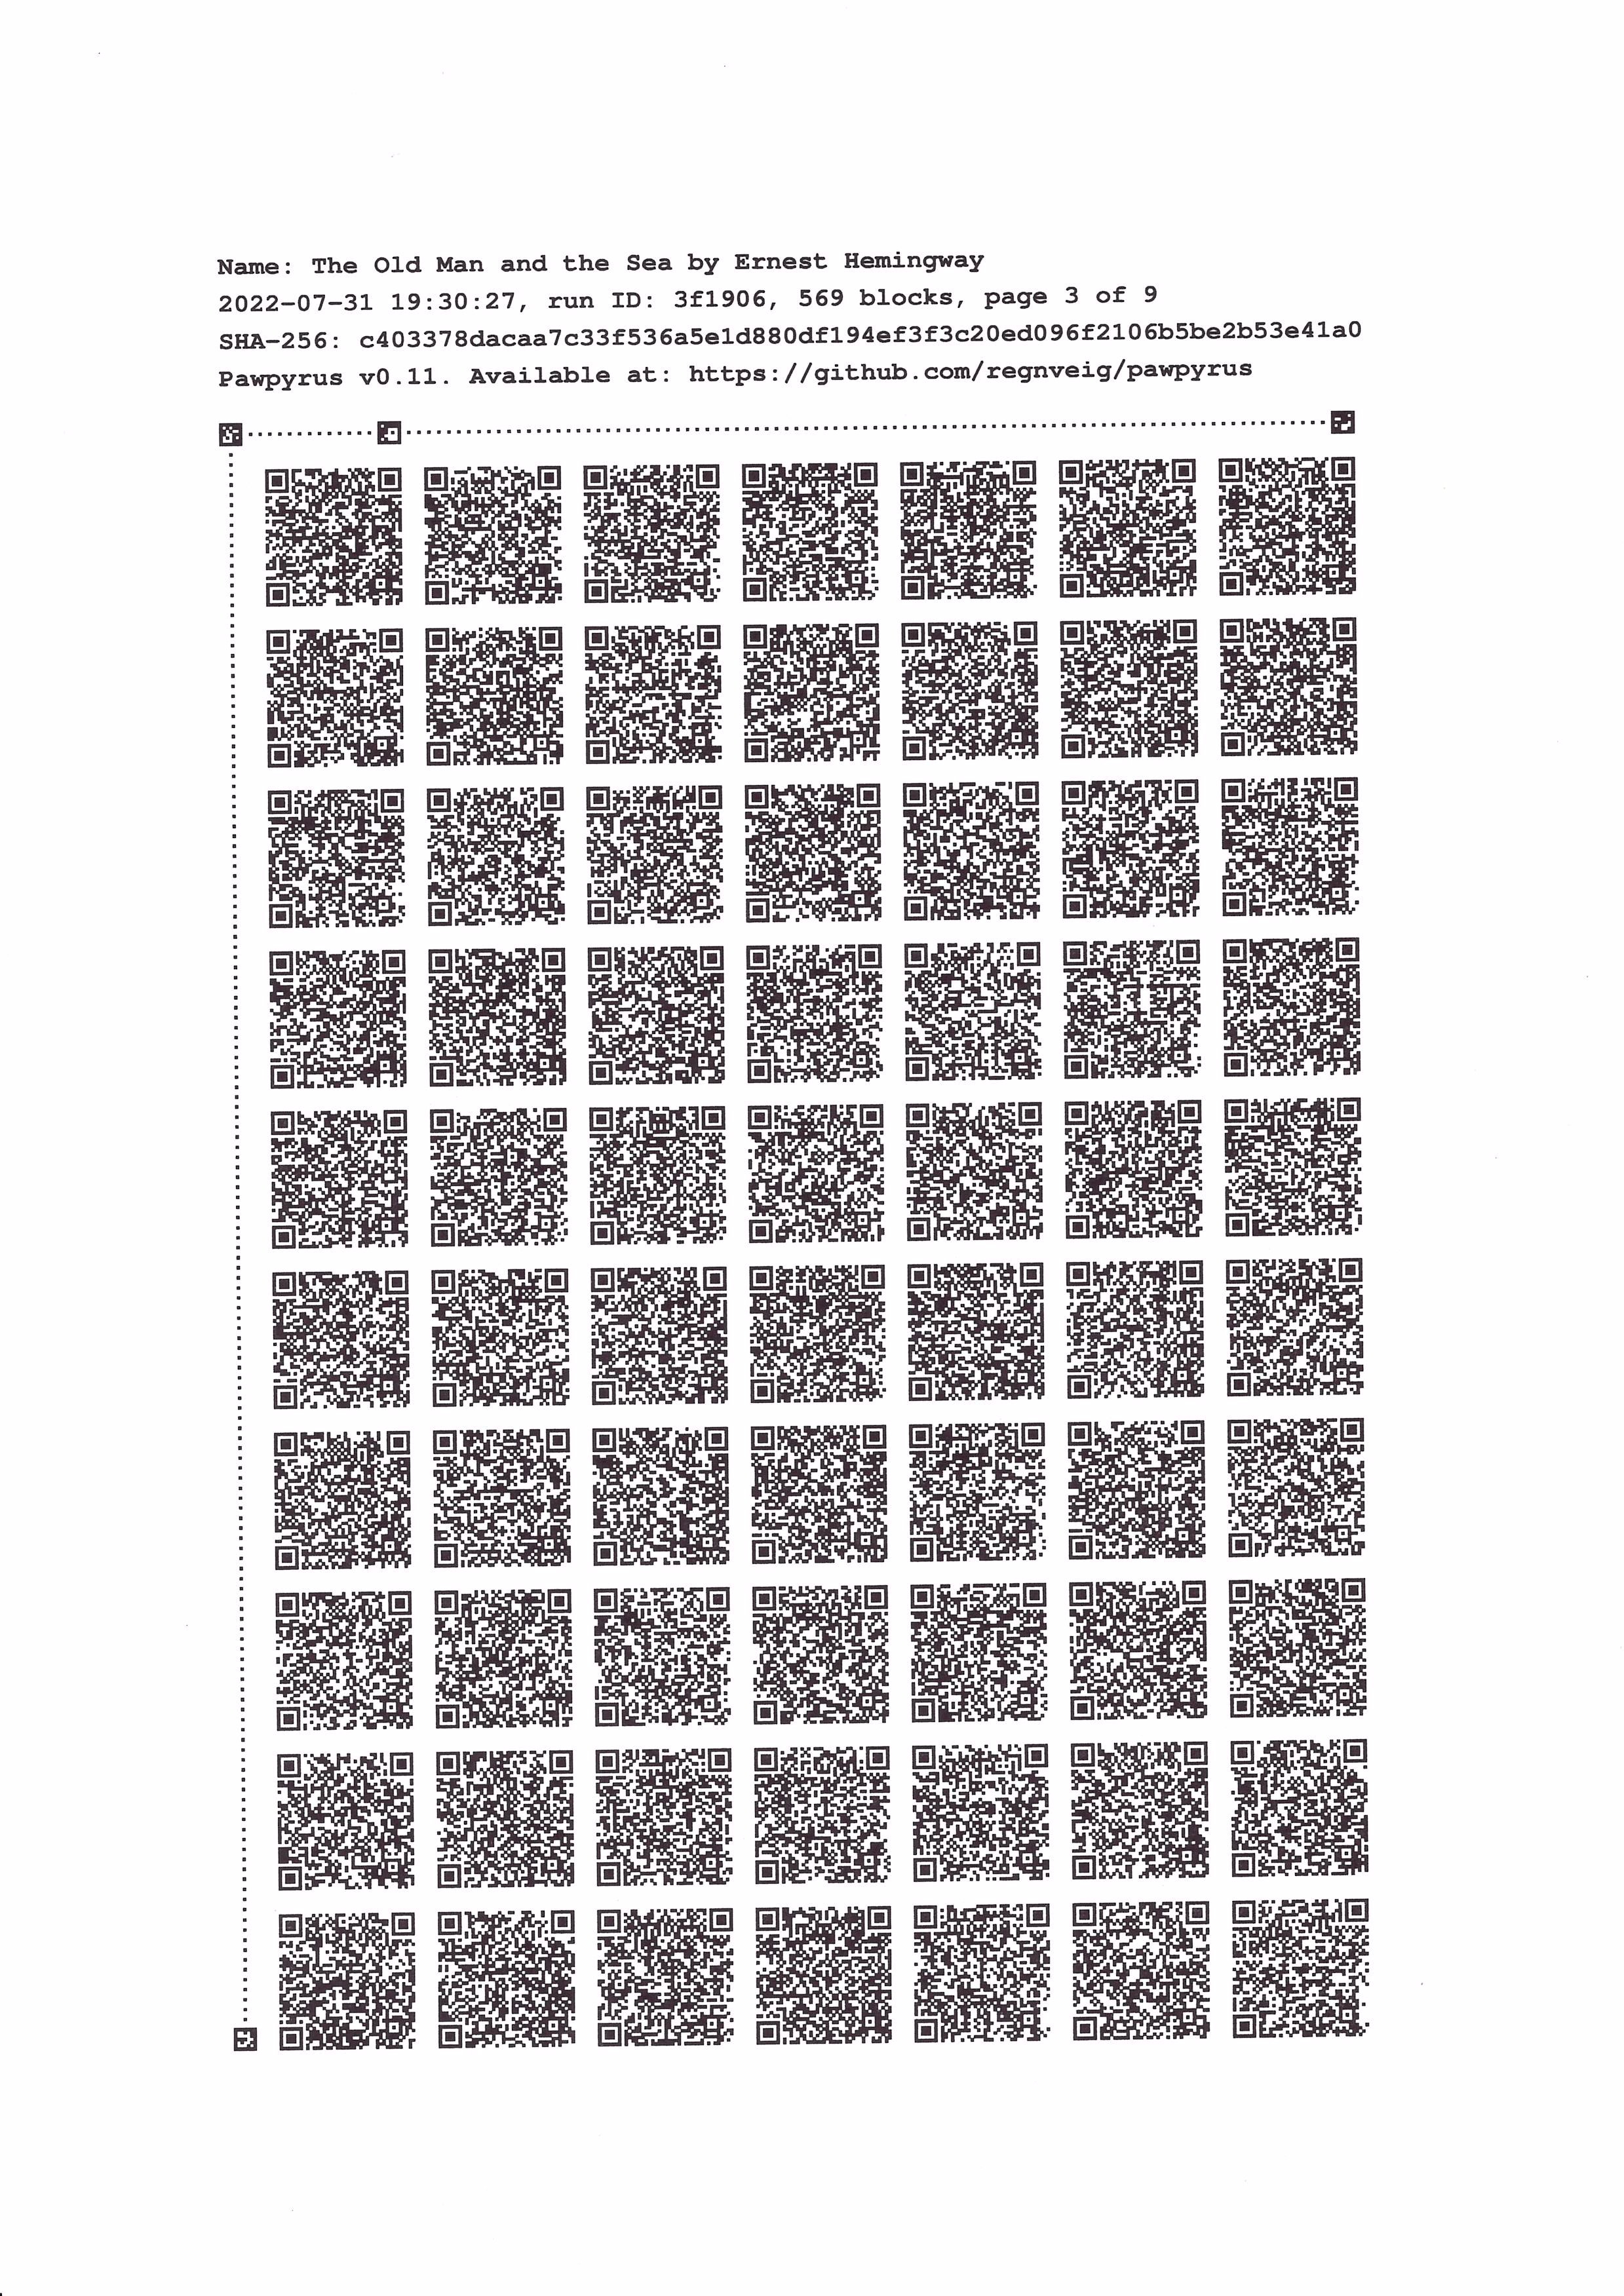 Name: The Old Man and the Sea by Ernest Hemingway
2022-07-31 19:30:27, run ID: 3f1906, 569 blocks, page 3 of 9
SHA-256: c403378dacaa7c33f536a5e1d880df194ef3f3c20ed096f2106b5be2b53e41a0
Pawpyrus v0.11. Available at: https://github.com/regnveig/pawpyrus